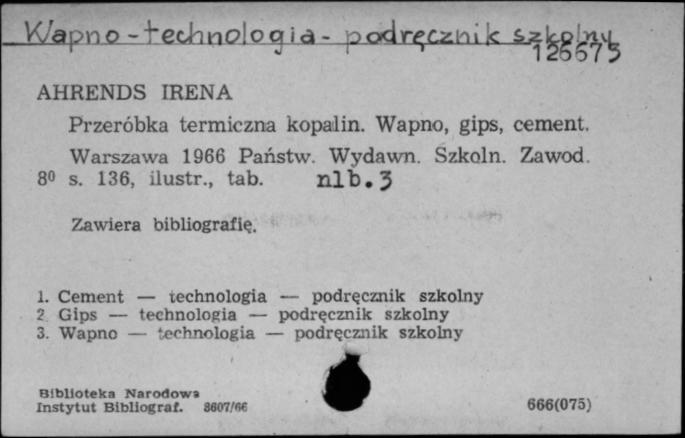 Wapno - technologia - podręcznik szkolny
126673
AHRENDS IRENA
Przeróbka termiczna kopalin. Wapno, gips, cement.
Warszawa 1966 Państw. Wydawn. Szkoln. Zawod.
8⁰ s. 136, ilustr., tab. nlb. 3
Zawiera bibliografię.
1. Cement — technologia — podręcznik szkolny
2 Gips — technologia — podręcznik szkolny
3. Wapno — technologia — podręcznik szkolny
Biblioteka Narodowa
Instytut Bibliograf. 8607/66 666(075)